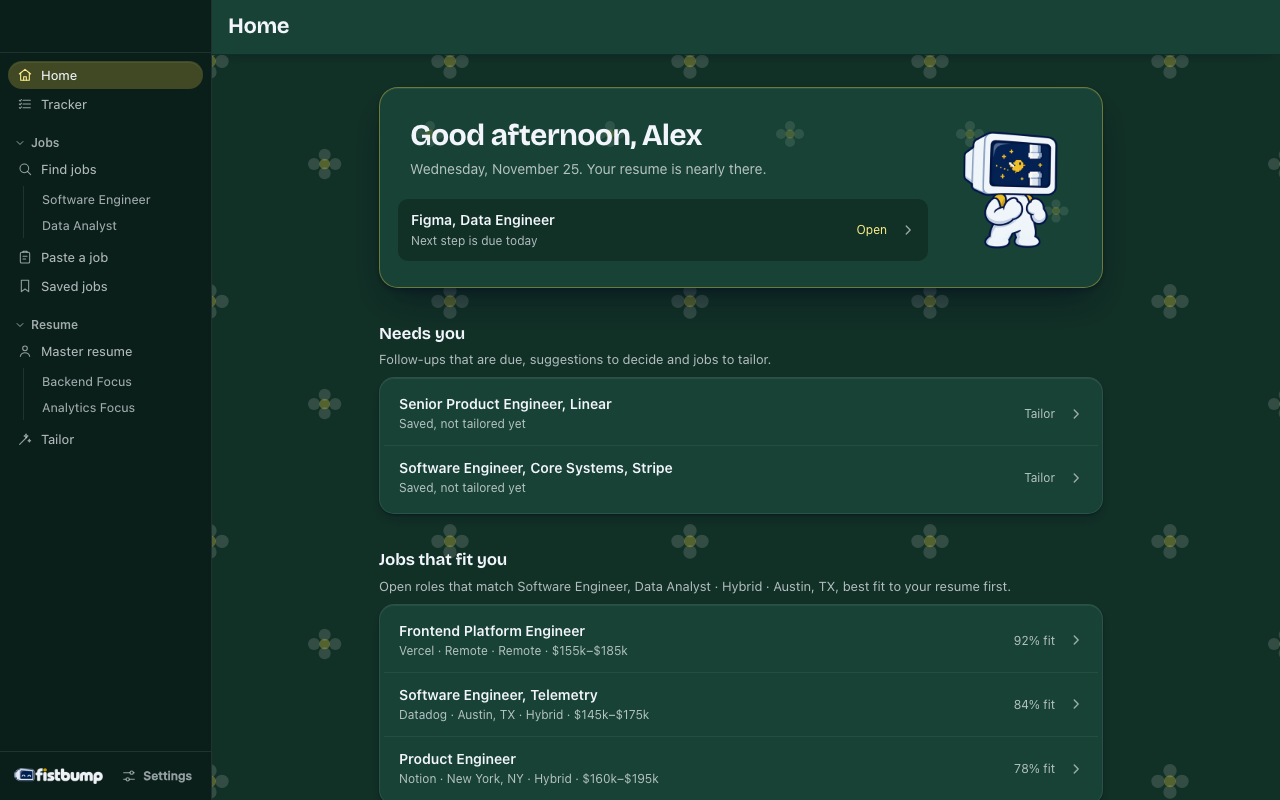 Home
Home
Tracker
Jobs
Find jobs
Software Engineer
Data Analyst
Paste a job
Saved jobs
Resume
Master resume
Backend Focus
Analytics Focus
Tailor
fistbump
Settings
Good afternoon, Alex
Wednesday, November 25. Your resume is nearly there.
Figma, Data Engineer
Next step is due today
Open
Needs you
Follow-ups that are due, suggestions to decide and jobs to tailor.
Senior Product Engineer, Linear
Saved, not tailored yet
Tailor
Software Engineer, Core Systems, Stripe
Saved, not tailored yet
Tailor
Jobs that fit you
Open roles that match Software Engineer, Data Analyst · Hybrid · Austin, TX, best fit to your resume first.
Frontend Platform Engineer
Vercel · Remote · Remote · $155k–$185k
92% fit
Software Engineer, Telemetry
Datadog · Austin, TX · Hybrid · $145k–$175k
84% fit
Product Engineer
Notion · New York, NY · Hybrid · $160k–$195k
78% fit